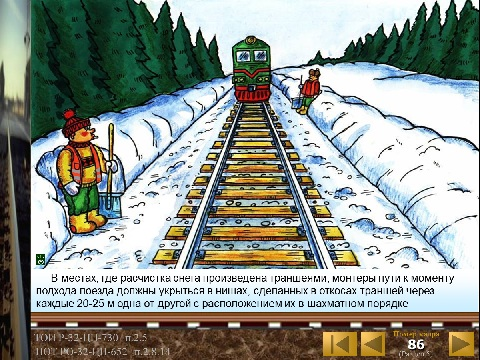 В местах, где расчистка снега произведена траншеями, монтеры пути к моменту
подхода поезда должны укрыться в нишах, сделанных в откосах траншей через
каждые 20-25 м одна от другой с расположением их в шахматном порядке
ТОИ Р-32-ЦП-730 п.2.5
ПОТ РО-32-ЦП-652 п.2.8.14
Номер кадра
86
(Раздел 5)